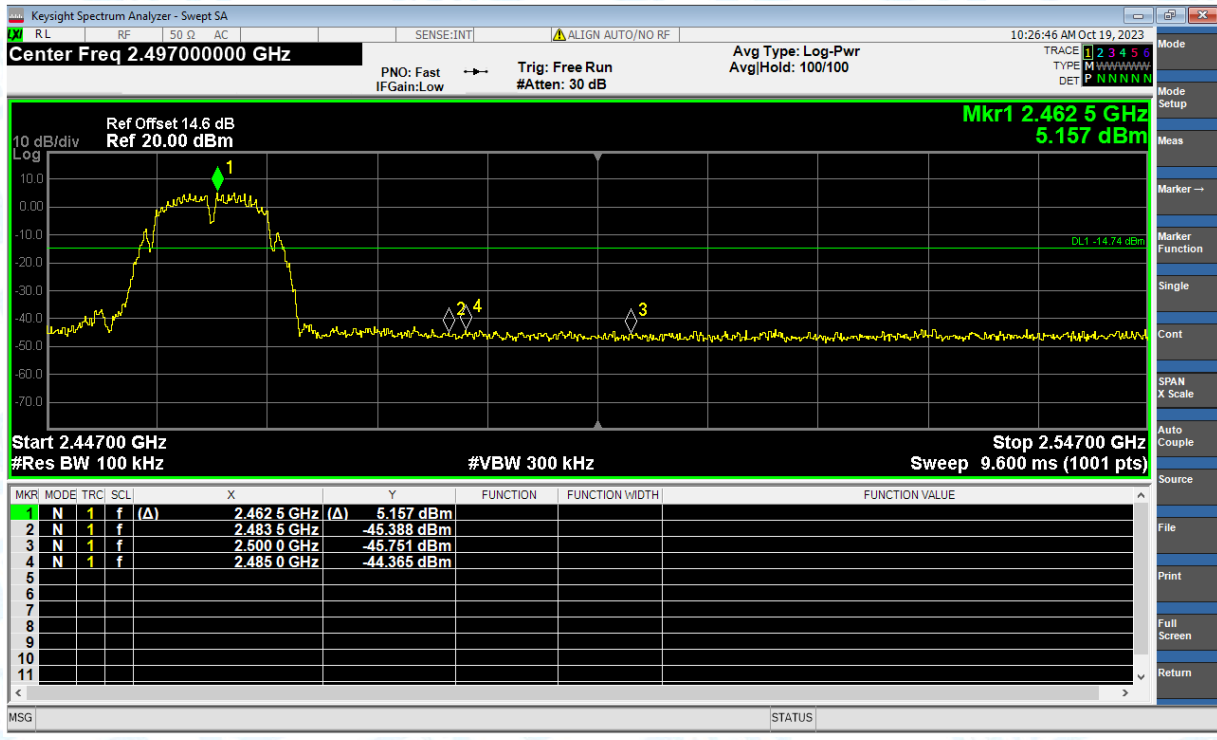 Keysight Spectrum Analyzer - Swept SA
LXI RL RF 50 Ω AC SENSE:INT ALIGN AUTO/NO RF 10:26:46 AM Oct 19, 2023
Center Freq 2.497000000 GHz
PNO: Fast
IFGain:Low
Trig: Free Run
#Atten: 30 dB
Avg Type: Log-Pwr
Avg|Hold: 100/100
TRACE 1 2 3 4 5 6
TYPE M WWWWW
DET P N N N N N
Mkr1 2.462 5 GHz
5.157 dBm
Ref Offset 14.6 dB
10 dB/div Ref 20.00 dBm
Log
1
10.0
0.00
-10.0
DL1 -14.74 dBm
-20.0
-30.0
2 4 3
-40.0
-50.0
-60.0
-70.0
Start 2.44700 GHz Stop 2.54700 GHz
#Res BW 100 kHz #VBW 300 kHz Sweep 9.600 ms (1001 pts)
MKR MODE TRC SCL X Y FUNCTION FUNCTION WIDTH FUNCTION VALUE
1 N 1 f (Δ) 2.462 5 GHz (Δ) 5.157 dBm
2 N 1 f 2.483 5 GHz -45.388 dBm
3 N 1 f 2.500 0 GHz -45.751 dBm
4 N 1 f 2.485 0 GHz -44.365 dBm
5
6
7
8
9
10
11
MSG STATUS
Mode
Mode
Setup
Meas
Marker →
Marker
Function
Single
Cont
SPAN
X Scale
Auto
Couple
Source
File
Print
Full
Screen
Return